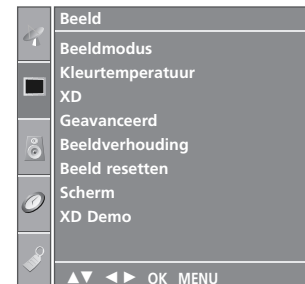 Beeld
Beeldmodus
Kleurtemperatuur
XD
Geavanceerd
Beeldverhouding
Beeld resetten
Scherm
XD Demo
▲▼ ◄► OK MENU